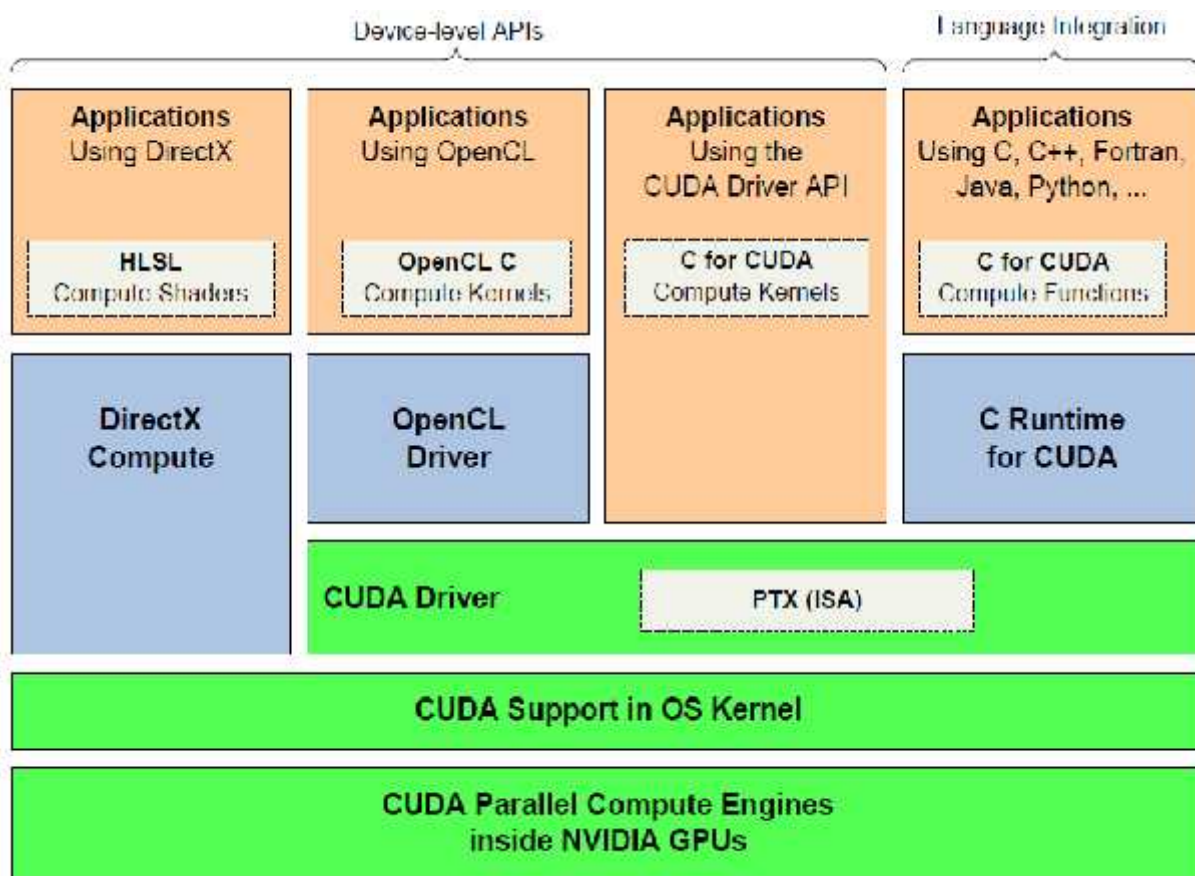 Device-level APIs
Language Integration
Applications
Using DirectX
HLSL
Compute Shaders
Applications
Using OpenCL
OpenCL C
Compute Kernels
Applications
Using the
CUDA Driver API
C for CUDA
Compute Kernels
Applications
Using C, C++, Fortran,
Java, Python, ...
C for CUDA
Compute Functions
DirectX
Compute
OpenCL
Driver
C Runtime
for CUDA
CUDA Driver
PTX (ISA)
CUDA Support in OS Kernel
CUDA Parallel Compute Engines
inside NVIDIA GPUs